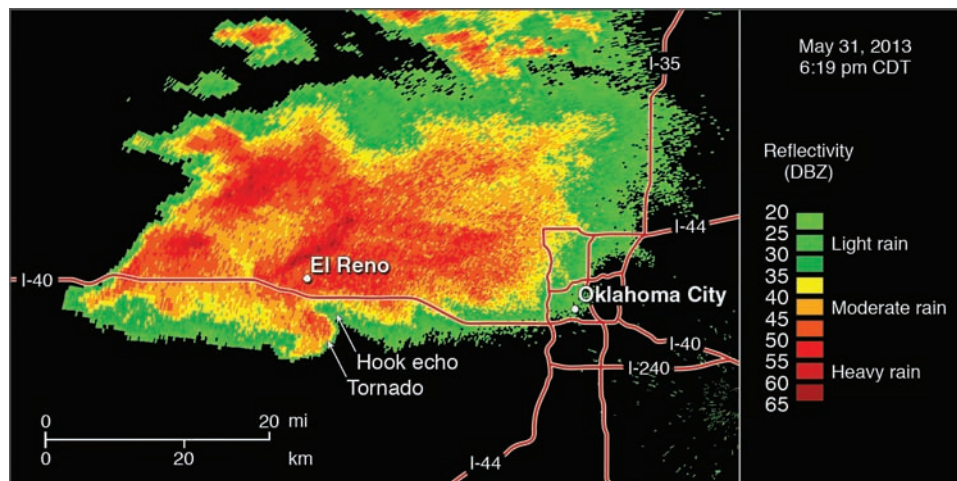 May 31, 2013
6:19 pm CDT
I-35
Reflectivity
(DBZ)
20
25
30
35
40
45
50
55
60
65
Light rain
Moderate rain
Heavy rain
I-44
I-40
El Reno
Oklahoma City
Hook echo
Tornado
I-40
I-240
I-44
0 20 mi
0 20 km